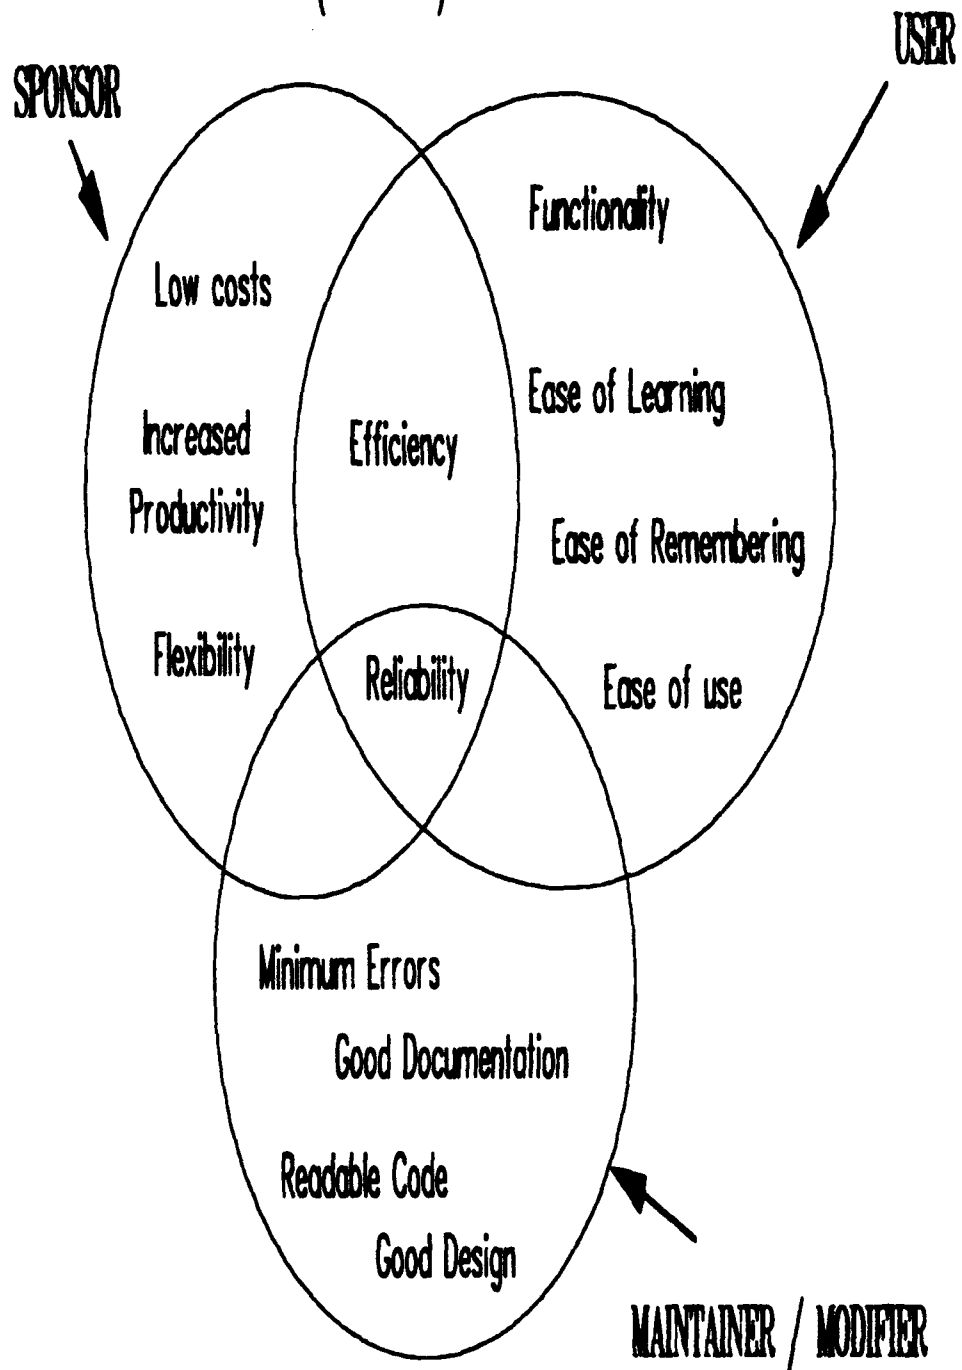 SPONSOR
USER
Functionality
Low costs
Ease of Learning
Increased
Productivity
Efficiency
Ease of Remembering
Flexibility
Reliability
Ease of use
Minimum Errors
Good Documentation
Readable Code
Good Design
MAINTAINER / MODIFIER